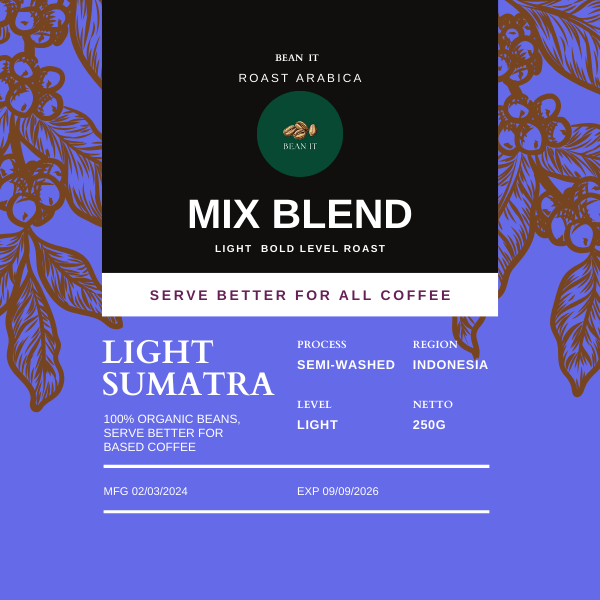 BEAN IT
ROAST ARABICA
BEAN IT
MIX BLEND
LIGHT BOLD LEVEL ROAST
SERVE BETTER FOR ALL COFFEE
LIGHT
SUMATRA
100% ORGANIC BEANS,
SERVE BETTER FOR
BASED COFFEE
PROCESS
SEMI-WASHED
REGION
INDONESIA
LEVEL
LIGHT
NETTO
250G
MFG 02/03/2024
EXP 09/09/2026